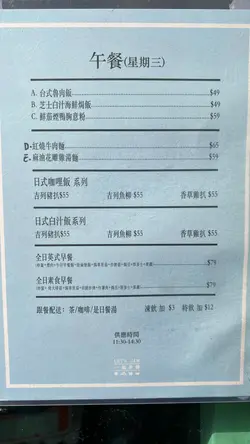 午餐(星期三)
A. 台式魯肉飯 $49
B. 芝士白汁海鮮焗飯 $49
C. 鮮茄煙鴨胸意粉 $59
D.紅燒牛肉麵 $65
E.麻油花雕雞湯麵 $59
日式咖哩飯 系列
吉列豬扒$55 吉列魚柳 $55 香草雞扒 $55
日式白汁飯系列
吉列豬扒$55 吉列魚柳 $55 香草雞扒 $55
全日英式早餐 $79
全日素食早餐 $79
跟餐配送：茶/咖啡/是日餐湯 凍飲 加 $3 特飲 加 $12
供應時間
11:30-14:30